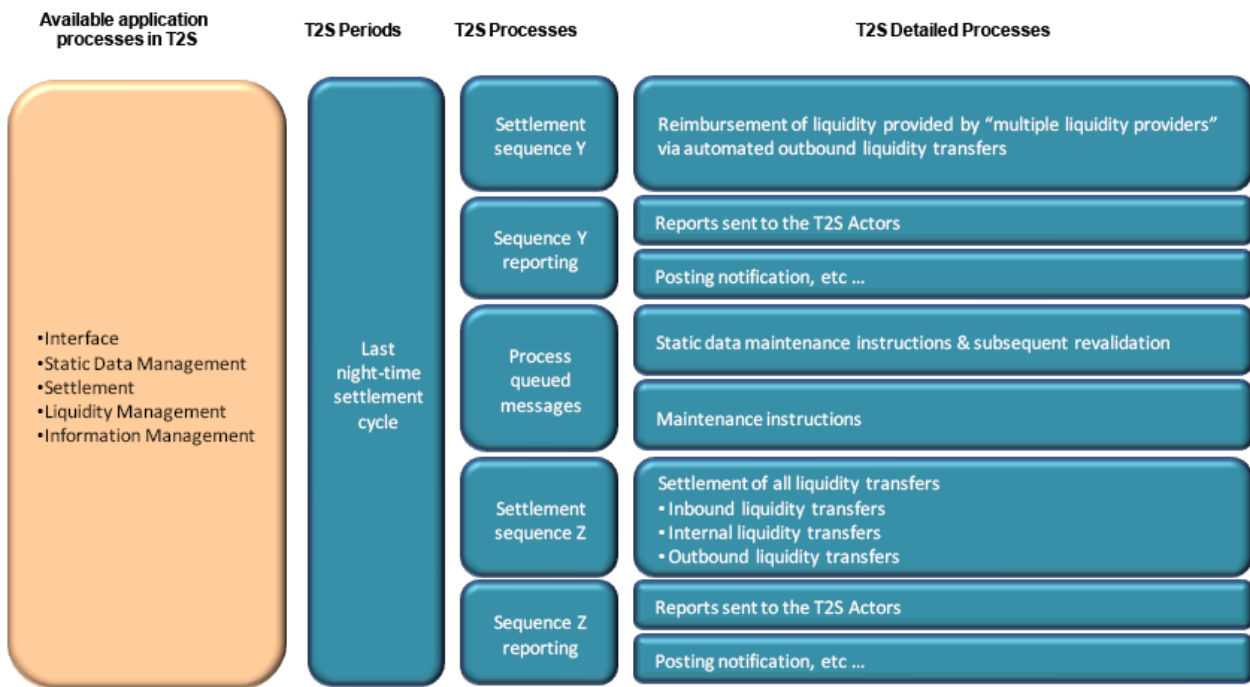 Available application
processes in T2S
T2S Periods
T2S Processes
T2S Detailed Processes
•Interface
•Static Data Management
•Settlement
•Liquidity Management
•Information Management
Last
night-time
settlement
cycle
Settlement
sequence Y
Reimbursement of liquidity provided by “multiple liquidity providers”
via automated outbound liquidity transfers
Sequence Y
reporting
Reports sent to the T2S Actors
Posting notification, etc ...
Process
queued
messages
Static data maintenance instructions & subsequent revalidation
Maintenance instructions
Settlement
sequence Z
Settlement of all liquidity transfers
• Inbound liquidity transfers
• Internal liquidity transfers
• Outbound liquidity transfers
Sequence Z
reporting
Reports sent to the T2S Actors
Posting notification, etc ...